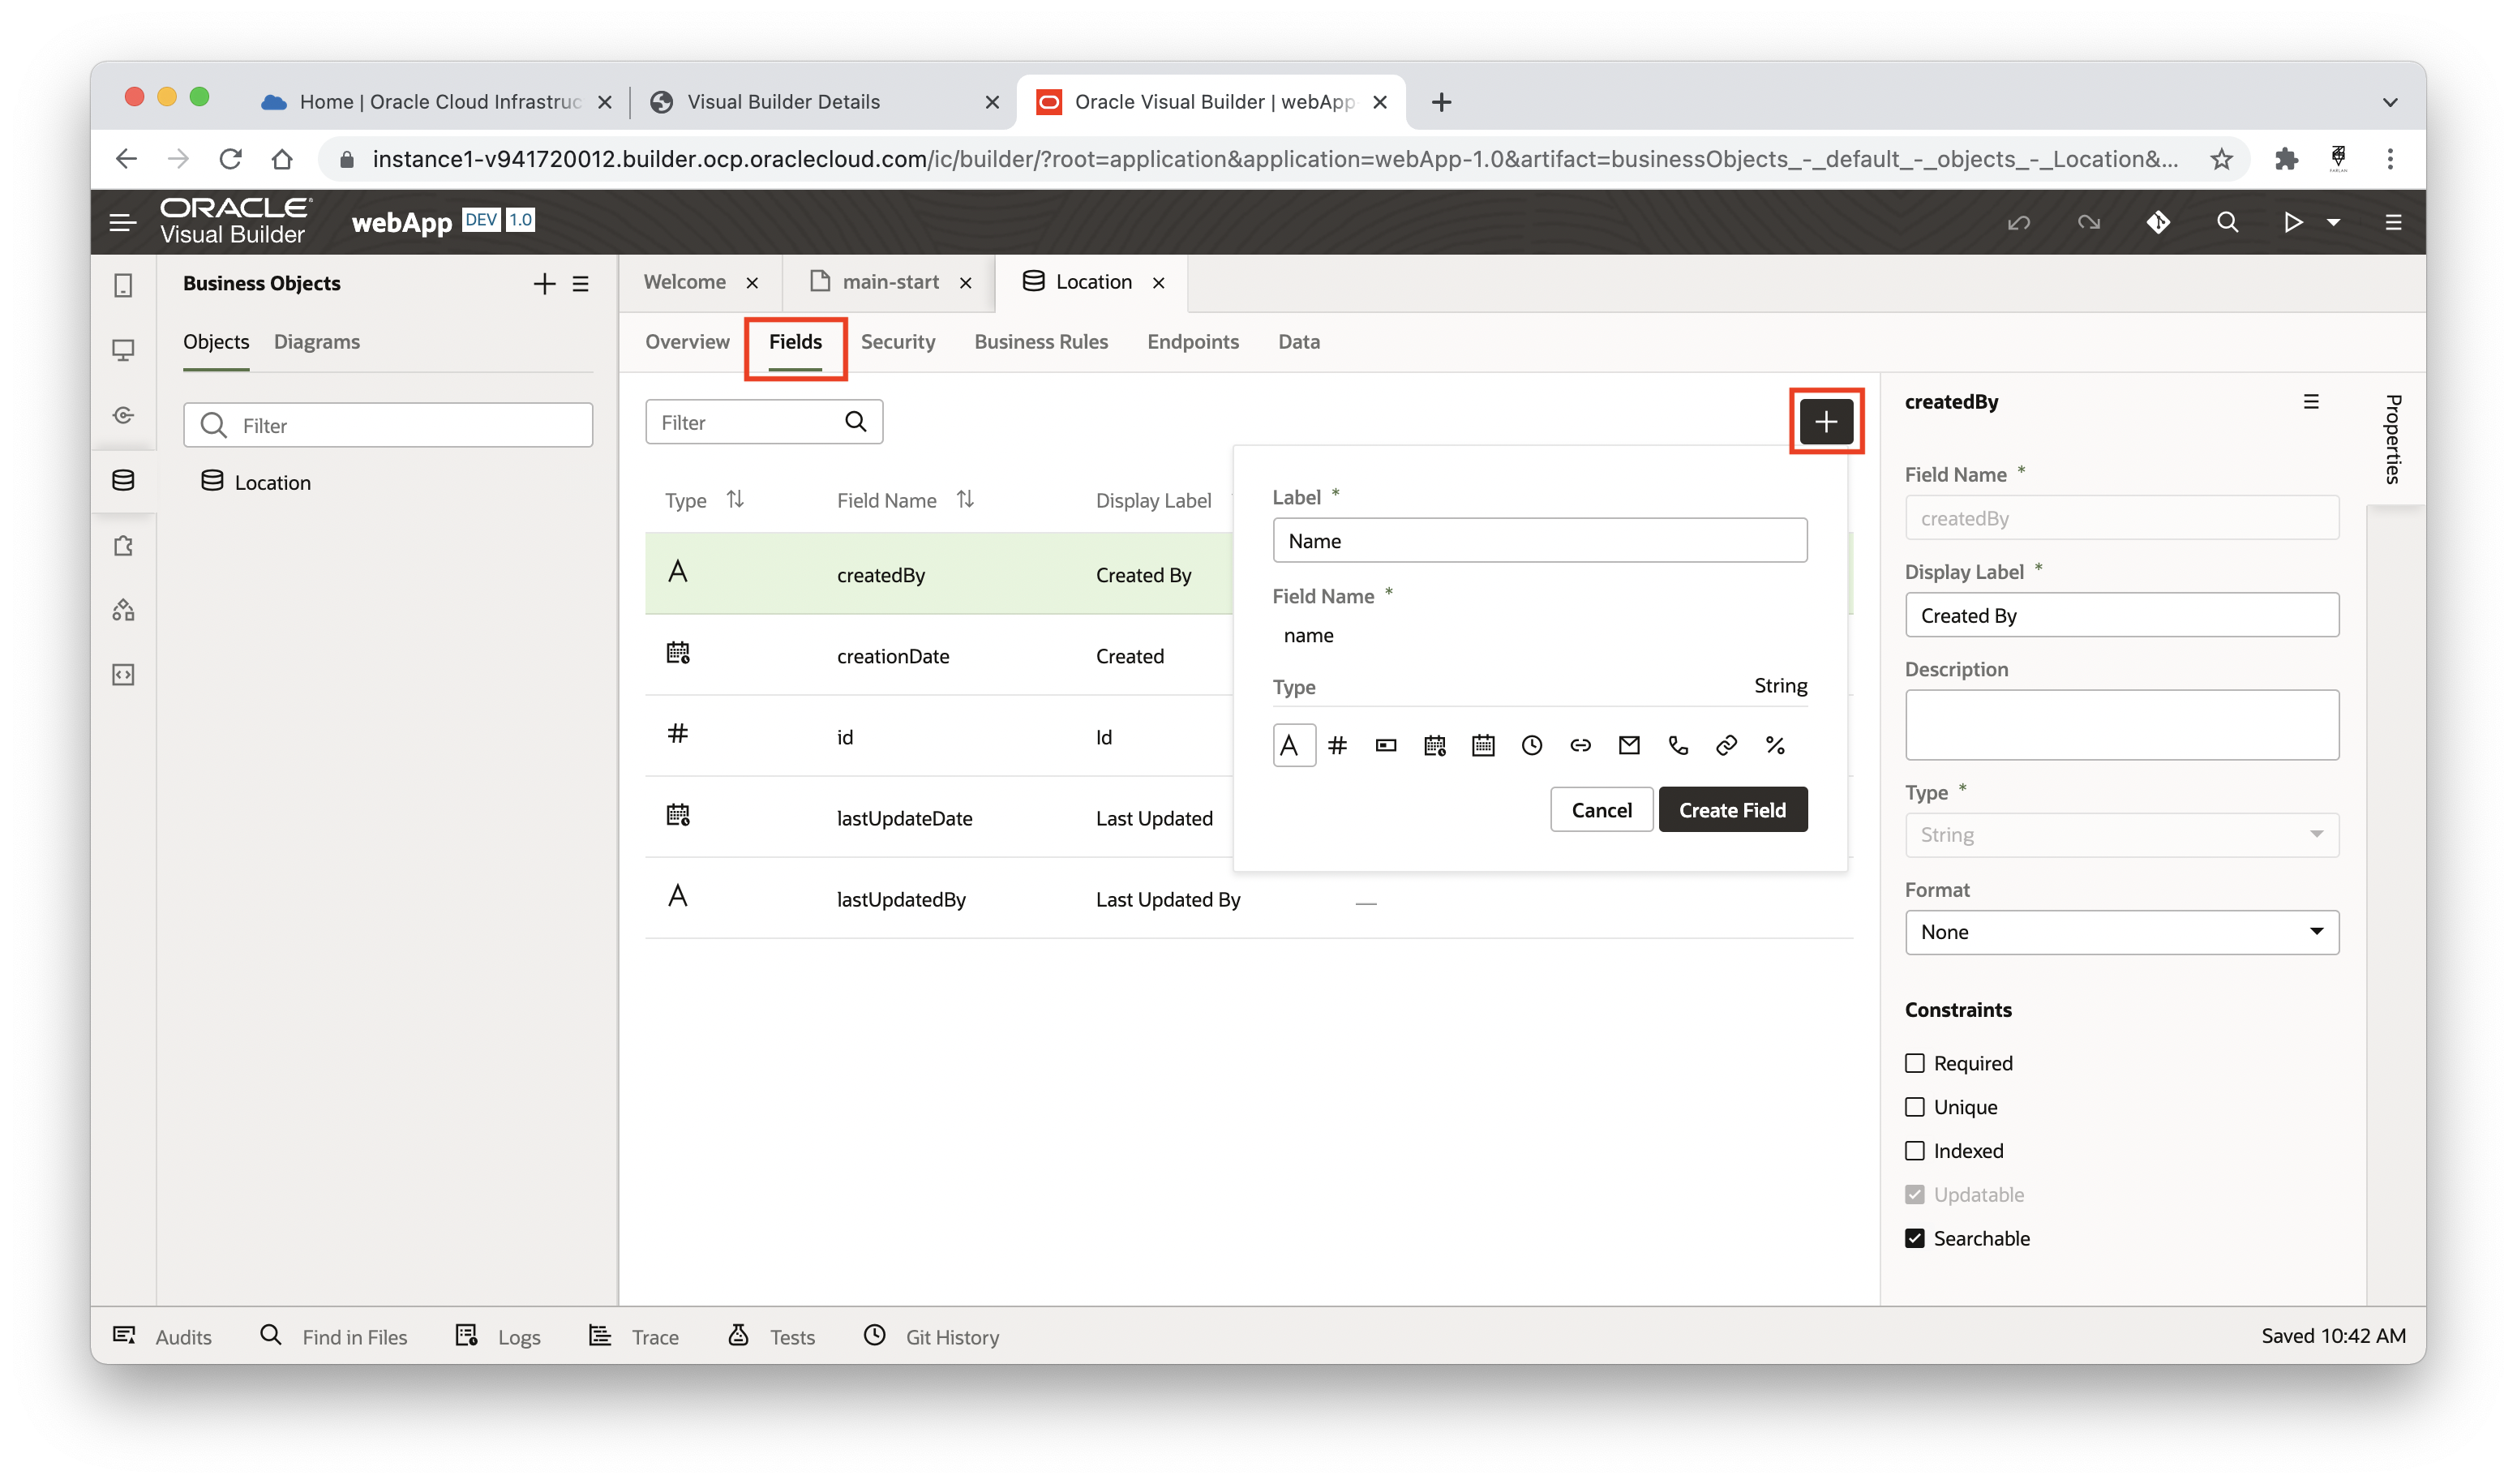 Home | Oracle Cloud Infrastruc
Visual Builder Details
Oracle Visual Builder | webApp
instance1-v941720012.builder.ocp.oraclecloud.com/ic/builder/?root=application&application=webApp-1.0&artifact=businessObjects_-_default_-_objects_-_Location&...
ORACLE
Visual Builder
webApp DEV 1.0
Business Objects
Objects Diagrams
Filter
Location
Welcome
main-start
Location
Overview Fields Security Business Rules Endpoints Data
Filter
Type Field Name Display Label
createdBy Created By
creationDate Created
id Id
lastUpdateDate Last Updated
lastUpdatedBy Last Updated By —
Label *
Name
Field Name *
name
Type String
Cancel Create Field
createdBy
Field Name *
createdBy
Display Label *
Created By
Description
Type *
String
Format
None
Constraints
Required
Unique
Indexed
Updatable
Searchable
Properties
Audits Find in Files Logs Trace Tests Git History
Saved 10:42 AM